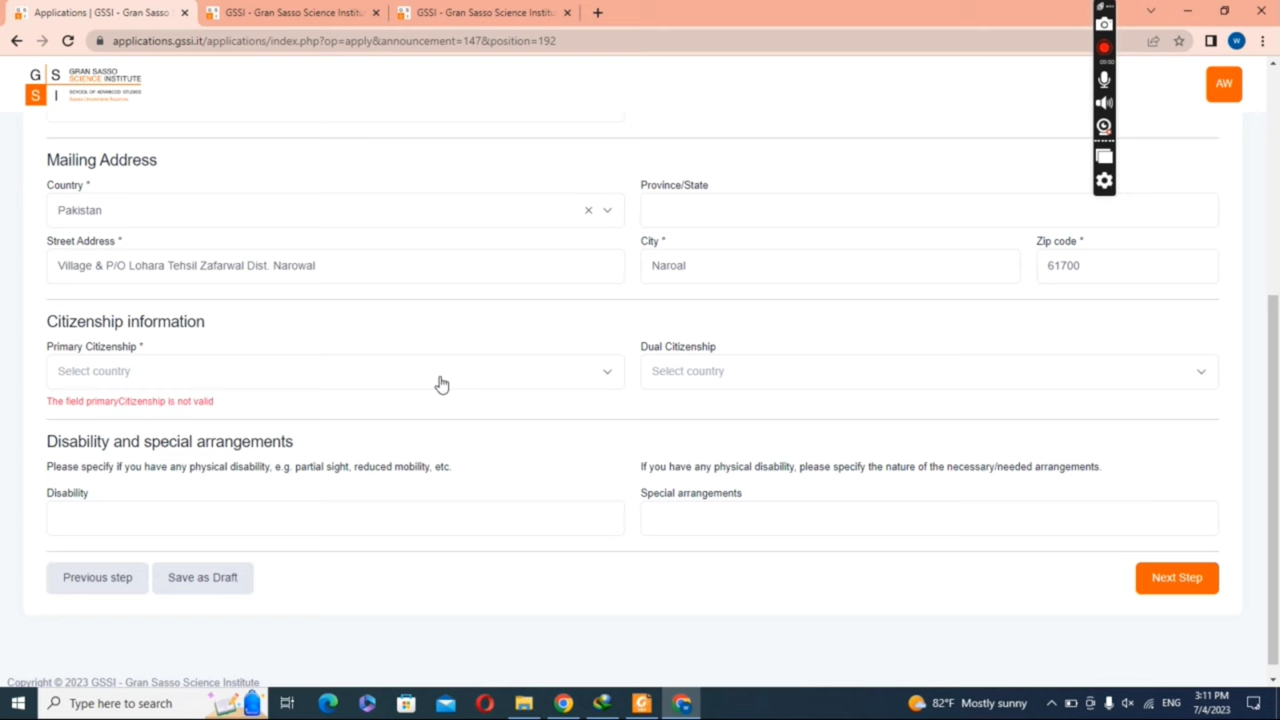 Applications | GSSI - Gran Sasso
GSSI - Gran Sasso Science Institu
GSSI - Gran Sasso Science Institu
applications.gssi.it/applications/index.php?op=apply&announcement=147&position=192
W
G S
S I
GRAN SASSO
SCIENCE INSTITUTE
SCHOOL OF ADVANCED STUDIES
AW
Mailing Address
Country *
Province/State
Pakistan
Street Address *
City *
Zip code *
Village & P/O Lohara Tehsil Zafarwal Dist. Narowal
Naroal
61700
Citizenship information
Primary Citizenship *
Dual Citizenship
Select country
Select country
The field primaryCitizenship is not valid
Disability and special arrangements
Please specify if you have any physical disability, e.g. partial sight, reduced mobility, etc.
If you have any physical disability, please specify the nature of the necessary/needed arrangements.
Disability
Special arrangements
Previous step
Save as Draft
Next Step
Copyright © 2023 GSSI - Gran Sasso Science Institute
Type here to search
82°F Mostly sunny
ENG
3:11 PM
7/4/2023